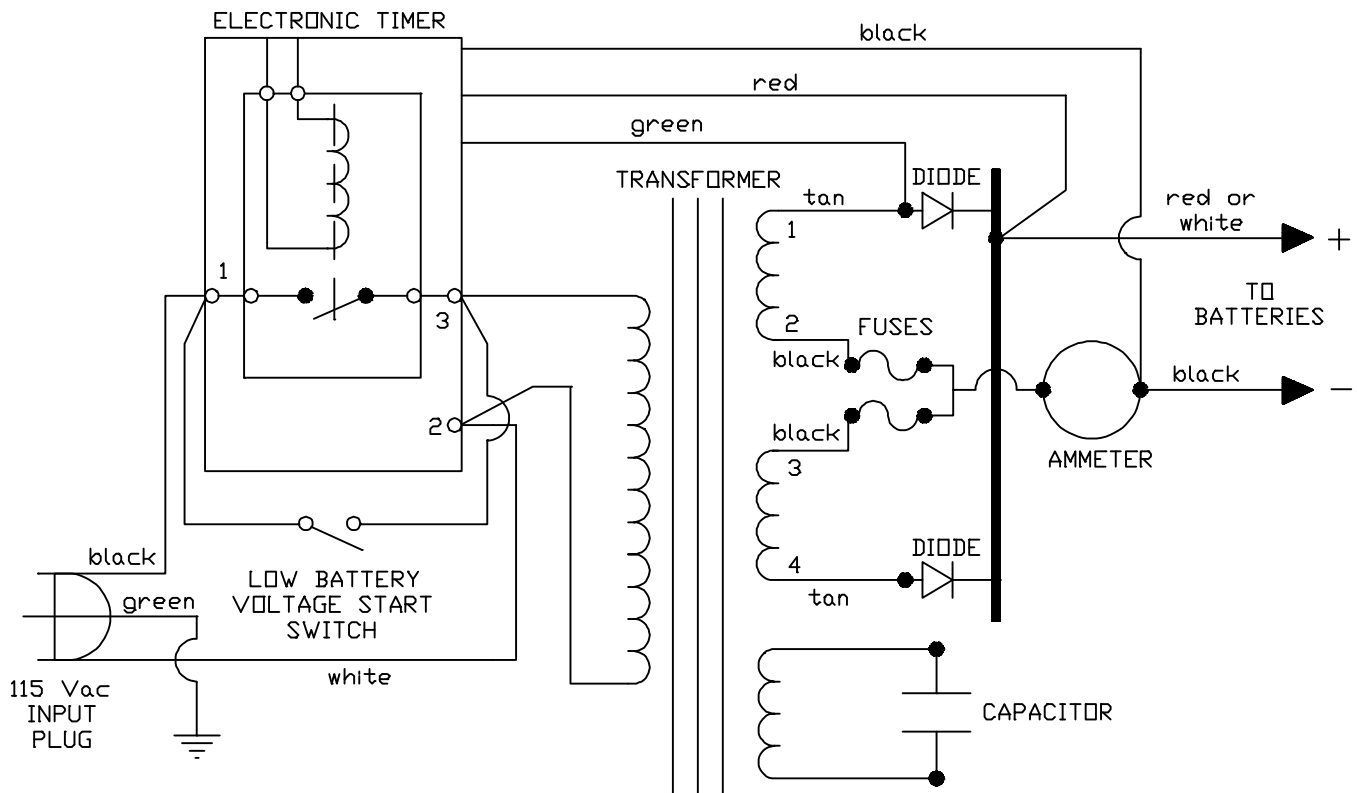 ELECTRONIC TIMER
black
red
green
TRANSFORMER
DIODE
tan
1
red or
white
+
1
3
2
FUSES
TO
BATTERIES
black
black
−
2
black
3
AMMETER
DIODE
4
tan
black
green
LOW BATTERY
VOLTAGE START
SWITCH
white
115 Vac
INPUT
PLUG
CAPACITOR